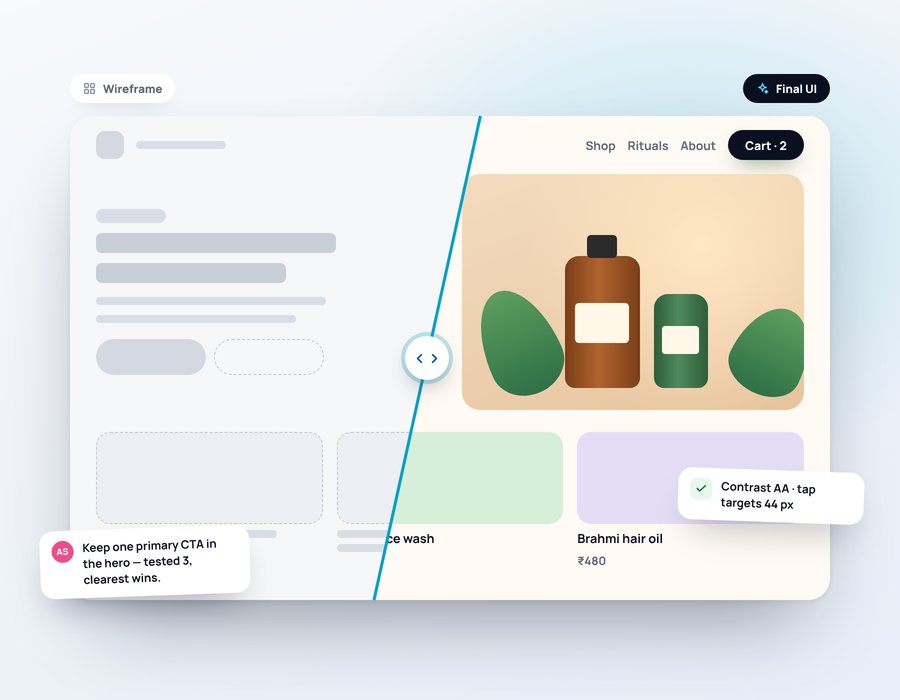 Wireframe
Final UI
Shop Rituals About Cart · 2
ce wash
Brahmi hair oil
₹480
Contrast AA · tap
targets 44 px
AS
Keep one primary CTA in
the hero — tested 3,
clearest wins.